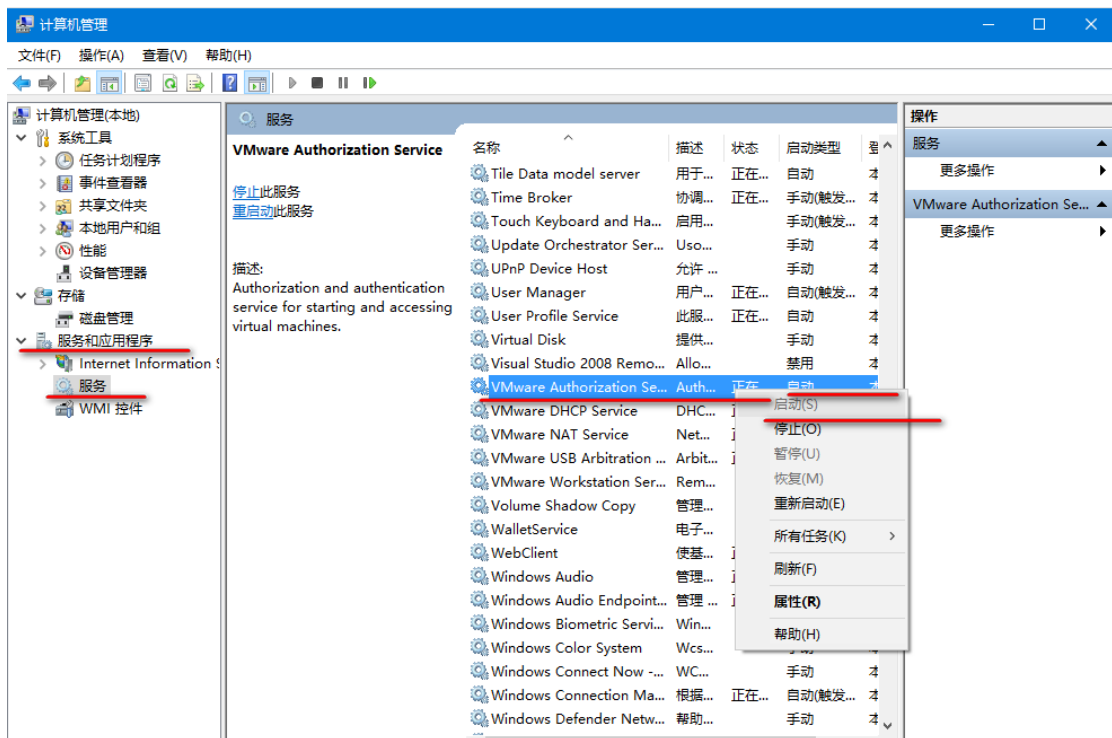 计算机管理
文件(F) 操作(A) 查看(V) 帮助(H)
计算机管理(本地)
系统工具
任务计划程序
事件查看器
共享文件夹
本地用户和组
性能
设备管理器
存储
磁盘管理
服务和应用程序
Internet Information S
服务
WMI 控件
服务
VMware Authorization Service
停止此服务
重启动此服务
描述:
Authorization and authentication
service for starting and accessing
virtual machines.
名称 描述 状态 启动类型
Tile Data model server 用于... 正在... 自动
Time Broker 协调... 正在... 手动(触发...
Touch Keyboard and Ha... 启用... 手动(触发...
Update Orchestrator Ser... Uso... 手动
UPnP Device Host 允许 ... 手动
User Manager 用户... 正在... 自动(触发...
User Profile Service 此服... 正在... 自动
Virtual Disk 提供... 手动
Visual Studio 2008 Remo... Allo... 禁用
VMware Authorization Se... Auth... 正在 自动
VMware DHCP Service DHC...
VMware NAT Service Net...
VMware USB Arbitration ... Arbit...
VMware Workstation Ser... Rem...
Volume Shadow Copy 管理...
WalletService 电子...
WebClient 使基...
Windows Audio 管理...
Windows Audio Endpoint... 管理 ...
Windows Biometric Servi... Win...
Windows Color System Wcs...
Windows Connect Now -... WC... 手动
Windows Connection Ma... 根据... 正在... 自动(触发...
Windows Defender Netw... 帮助... 手动
启动(S)
停止(O)
暂停(U)
恢复(M)
重新启动(E)
所有任务(K)
刷新(F)
属性(R)
帮助(H)
操作
服务
更多操作
VMware Authorization Se...
更多操作